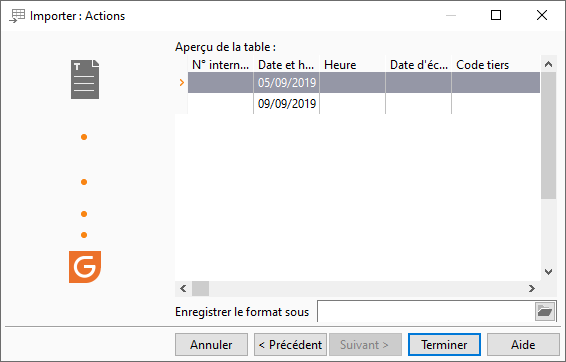 Importer : Actions
Aperçu de la table :
N° intern... Date et h... Heure Date d'éc... Code tiers
05/09/2019
09/09/2019
Enregistrer le format sous
Annuler < Précédent Suivant > Terminer Aide